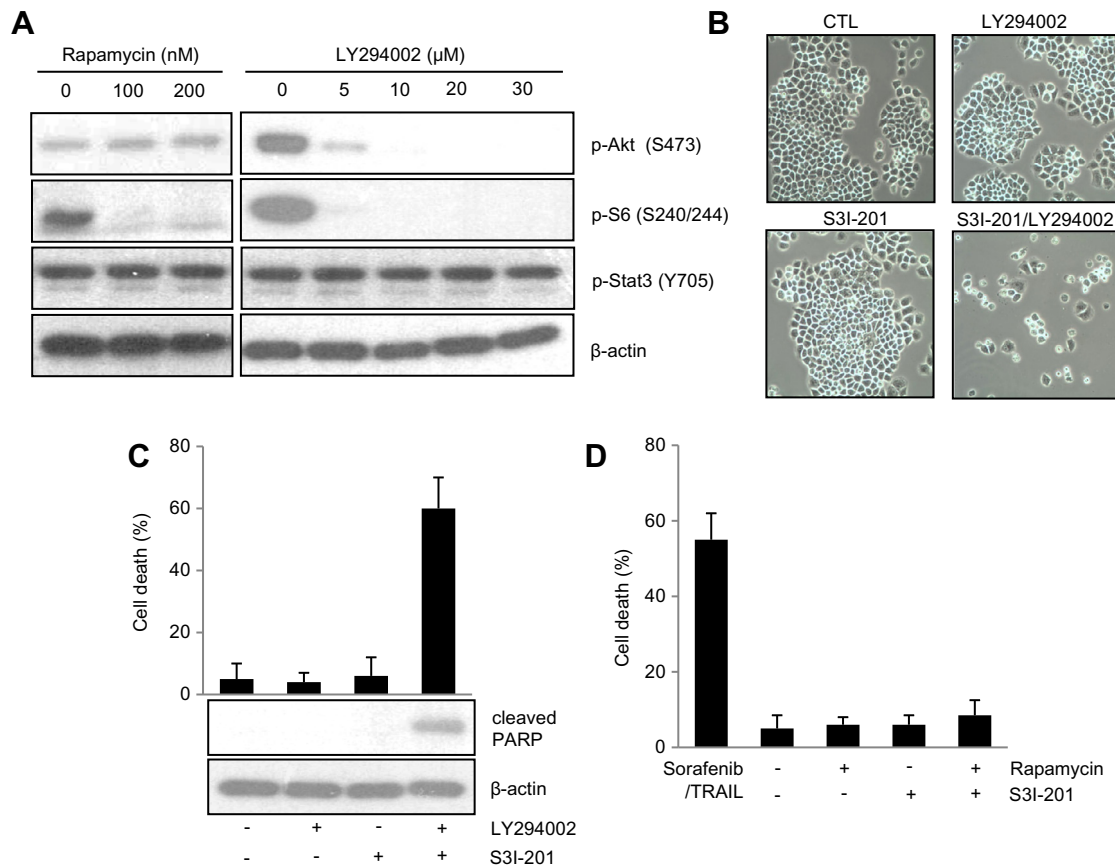 A
Rapamycin (nM)
LY294002 (μM)
0 100 200
0 5 10 20 30
p-Akt (S473)
p-S6 (S240/244)
p-Stat3 (Y705)
β-actin
B
CTL
LY294002
S3I-201
S3I-201/LY294002
C
80
60
40
20
0
Cell death (%)
cleaved
PARP
β-actin
- + - + LY294002
- - + + S3I-201
D
80
60
40
20
0
Cell death (%)
Sorafenib
/TRAIL
- + - + Rapamycin
- - + + S3I-201